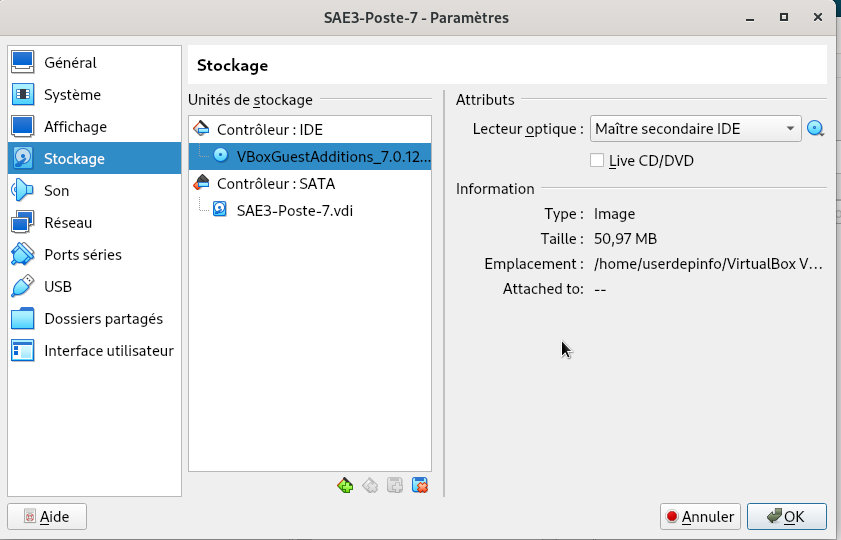 SAE3-Poste-7 - Paramètres
Général
Système
Affichage
Stockage
Son
Réseau
Ports séries
USB
Dossiers partagés
Interface utilisateur
Stockage
Unités de stockage
Contrôleur : IDE
VBoxGuestAdditions_7.0.12...
Contrôleur : SATA
SAE3-Poste-7.vdi
Attributs
Lecteur optique : Maître secondaire IDE
Live CD/DVD
Information
Type : Image
Taille : 50,97 MB
Emplacement : /home/userdepinfo/VirtualBox V...
Attached to: --
Aide
Annuler
OK